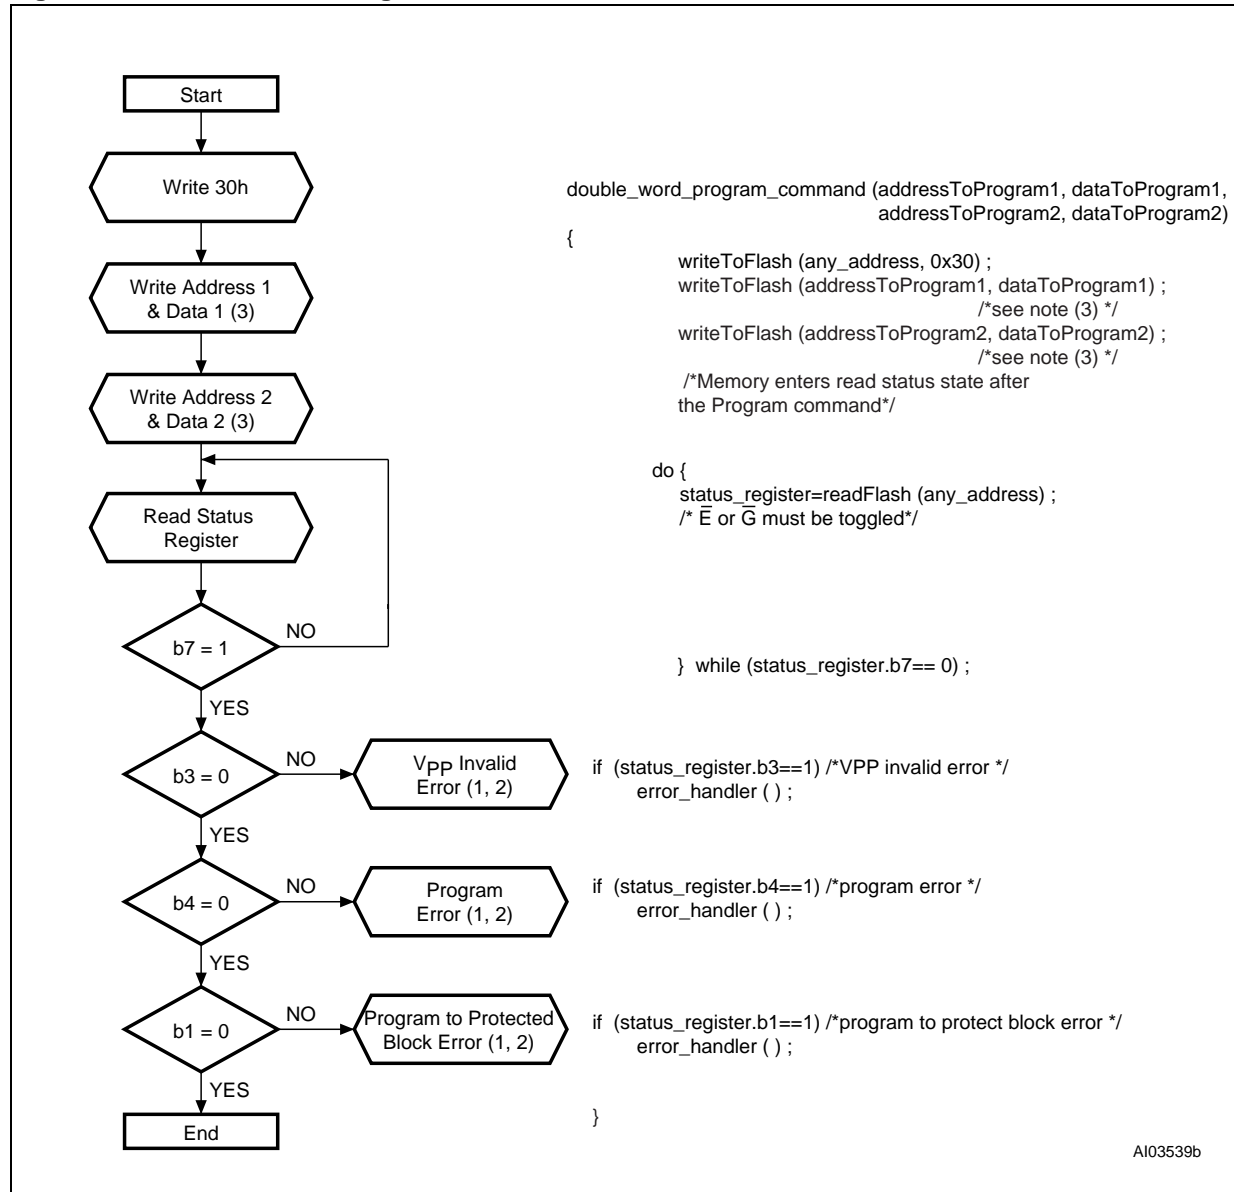 Start
Write 30h
Write Address 1
& Data 1 (3)
Write Address 2
& Data 2 (3)
Read Status
Register
b7 = 1
NO
YES
b3 = 0
NO
VPP Invalid
Error (1, 2)
YES
b4 = 0
NO
Program
Error (1, 2)
YES
b1 = 0
NO
Program to Protected
Block Error (1, 2)
YES
End
double_word_program_command (addressToProgram1, dataToProgram1,
addressToProgram2, dataToProgram2)
{
writeToFlash (any_address, 0x30) ;
writeToFlash (addressToProgram1, dataToProgram1) ;
/*see note (3) */
writeToFlash (addressToProgram2, dataToProgram2) ;
/*see note (3) */
/*Memory enters read status state after
the Program command*/
do {
status_register=readFlash (any_address) ;
/* E̅ or G̅ must be toggled*/
} while (status_register.b7== 0) ;
if (status_register.b3==1) /*VPP invalid error */
error_handler ( ) ;
if (status_register.b4==1) /*program error */
error_handler ( ) ;
if (status_register.b1==1) /*program to protect block error */
error_handler ( ) ;
}
AI03539b